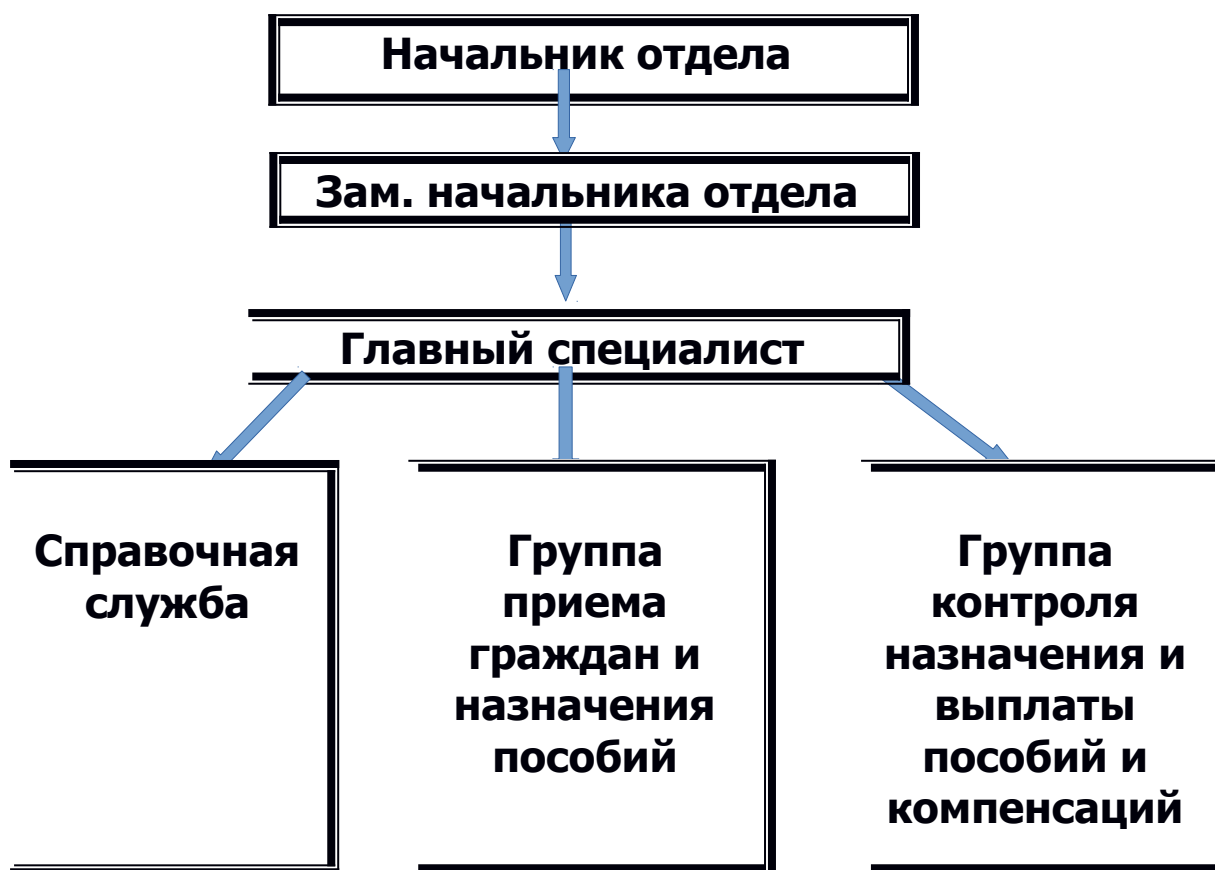 Начальник отдела
Зам. начальника отдела
Главный специалист
Справочная
служба
Группа
приема
граждан и
назначения
пособий
Группа
контроля
назначения и
выплаты
пособий и
компенсаций